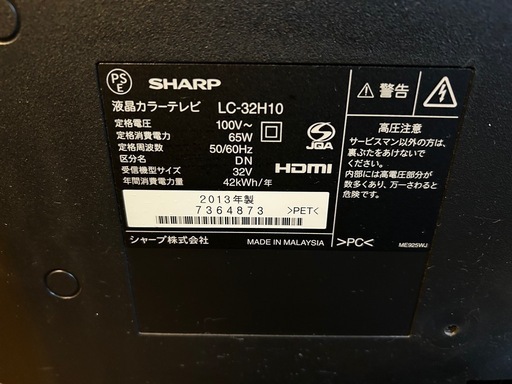 PS E SHARP
液晶カラーテレビ LC-32H10
定格電圧 100V~
定格消費電力 65W
定格周波数 50/60Hz
JQA
区分名 DN
受信機型サイズ 32V
HDMI
年間消費電力量 42kWh/年
2013年製
7364873 >PET<
シャープ株式会社 MADE IN MALAYSIA
警告
高圧注意
サービスマン以外の方は、
裏ぶたをあけないで
ください。
内部には高電圧部分が
数多くあり、万一さわると
危険です。
>PC< ME925WJ